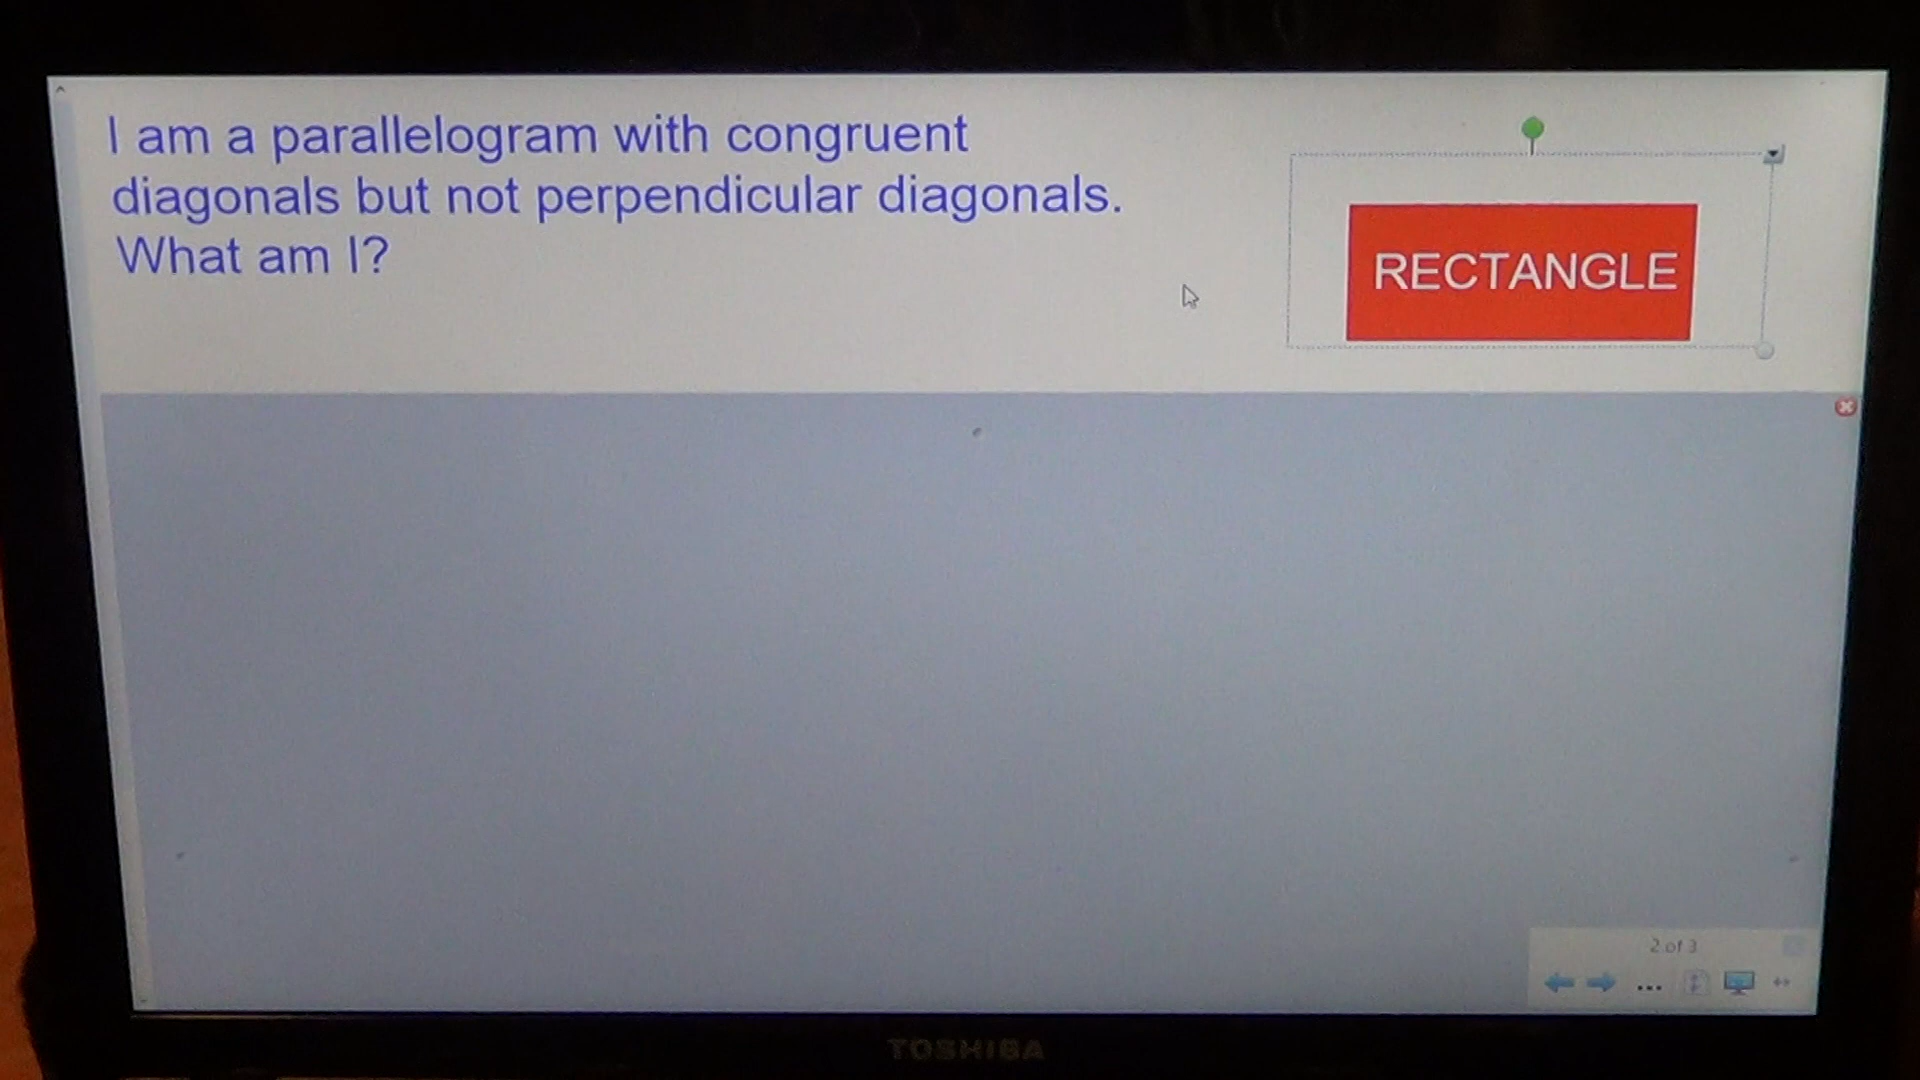 I am a parallelogram with congruent
diagonals but not perpendicular diagonals.
What am I?
RECTANGLE
2 of 3
TOSHIBA